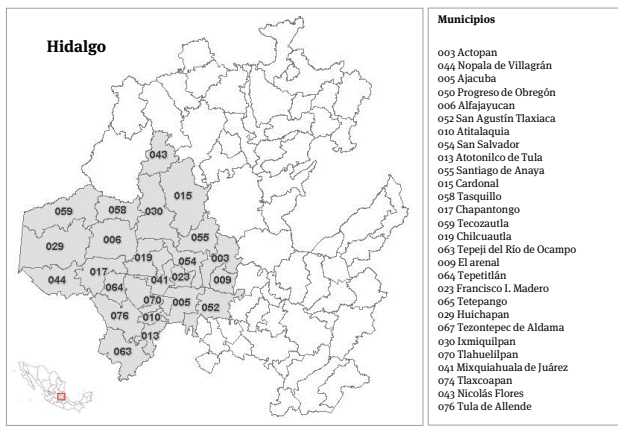 Hidalgo
043
015
059
058
030
006
055
029
019
054
003
017
041
023
009
044
064
070
005
052
076
010
013
063
Municipios
003 Actopan
044 Nopala de Villagrán
005 Ajacuba
050 Progreso de Obregón
006 Alfajayucan
052 San Agustín Tlaxiaca
010 Atitalaquia
054 San Salvador
013 Atotonilco de Tula
055 Santiago de Anaya
015 Cardonal
058 Tasquillo
017 Chapantongo
059 Tecozautla
019 Chilcuautla
063 Tepeji del Río de Ocampo
009 El arenal
064 Tepetitlán
023 Francisco I. Madero
065 Tetepango
029 Huichapan
067 Tezontepec de Aldama
030 Ixmiquilpan
070 Tlahuelilpan
041 Mixquiahuala de Juárez
074 Tlaxcoapan
043 Nicolás Flores
076 Tula de Allende